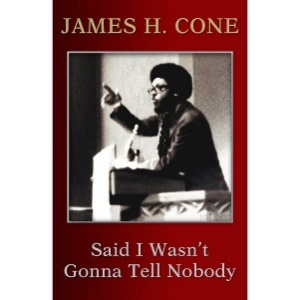 JAMES H. CONE
Said I Wasn't
Gonna Tell Nobody